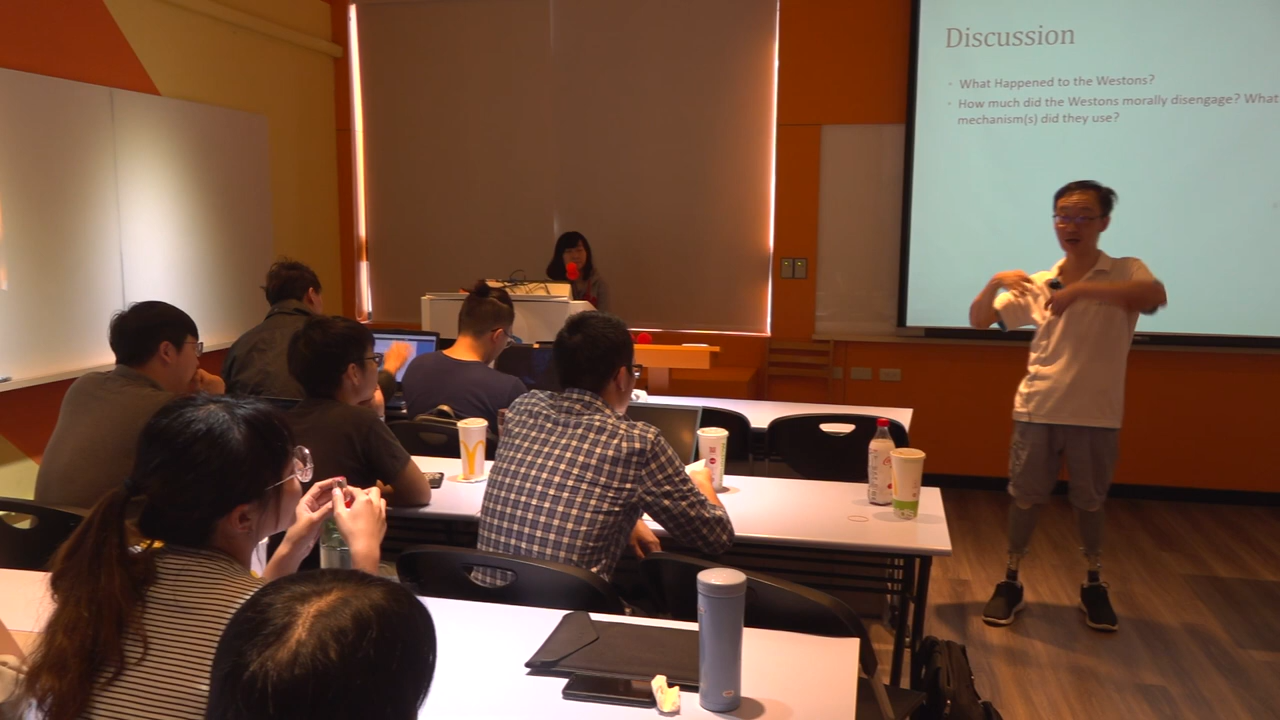 Discussion
· What Happened to the Westons?
· How much did the Westons morally disengage? What
mechanism(s) did they use?